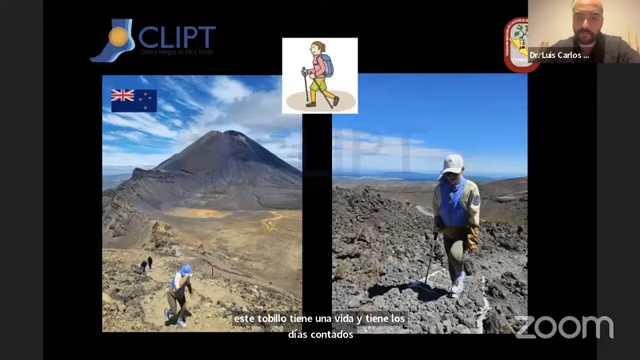 CLIPT
Dr. Luis Carlos ...
este tobillo tiene una vida y tiene los
días contados
zoom